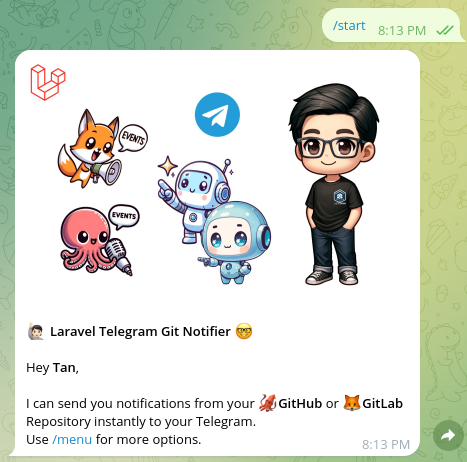 /start
8:13 PM
EVENTS
EVENTS
Laravel Telegram Git Notifier
Hey Tan,
I can send you notifications from your GitHub or GitLab
Repository instantly to your Telegram.
Use /menu for more options.
8:13 PM